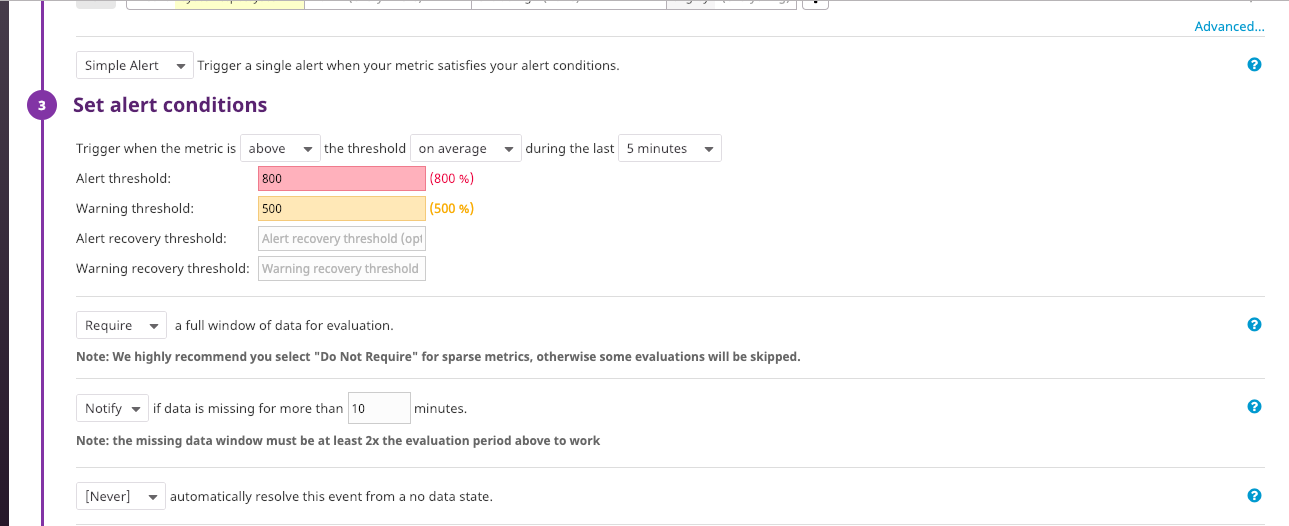 Advanced...
Simple Alert Trigger a single alert when your metric satisfies your alert conditions. ?
3 Set alert conditions
Trigger when the metric is above the threshold on average during the last 5 minutes
Alert threshold: 800 (800 %)
Warning threshold: 500 (500 %)
Alert recovery threshold: Alert recovery threshold (opt
Warning recovery threshold: Warning recovery threshold
Require a full window of data for evaluation. ?
Note: We highly recommend you select "Do Not Require" for sparse metrics, otherwise some evaluations will be skipped.
Notify if data is missing for more than 10 minutes. ?
Note: the missing data window must be at least 2x the evaluation period above to work
[Never] automatically resolve this event from a no data state. ?